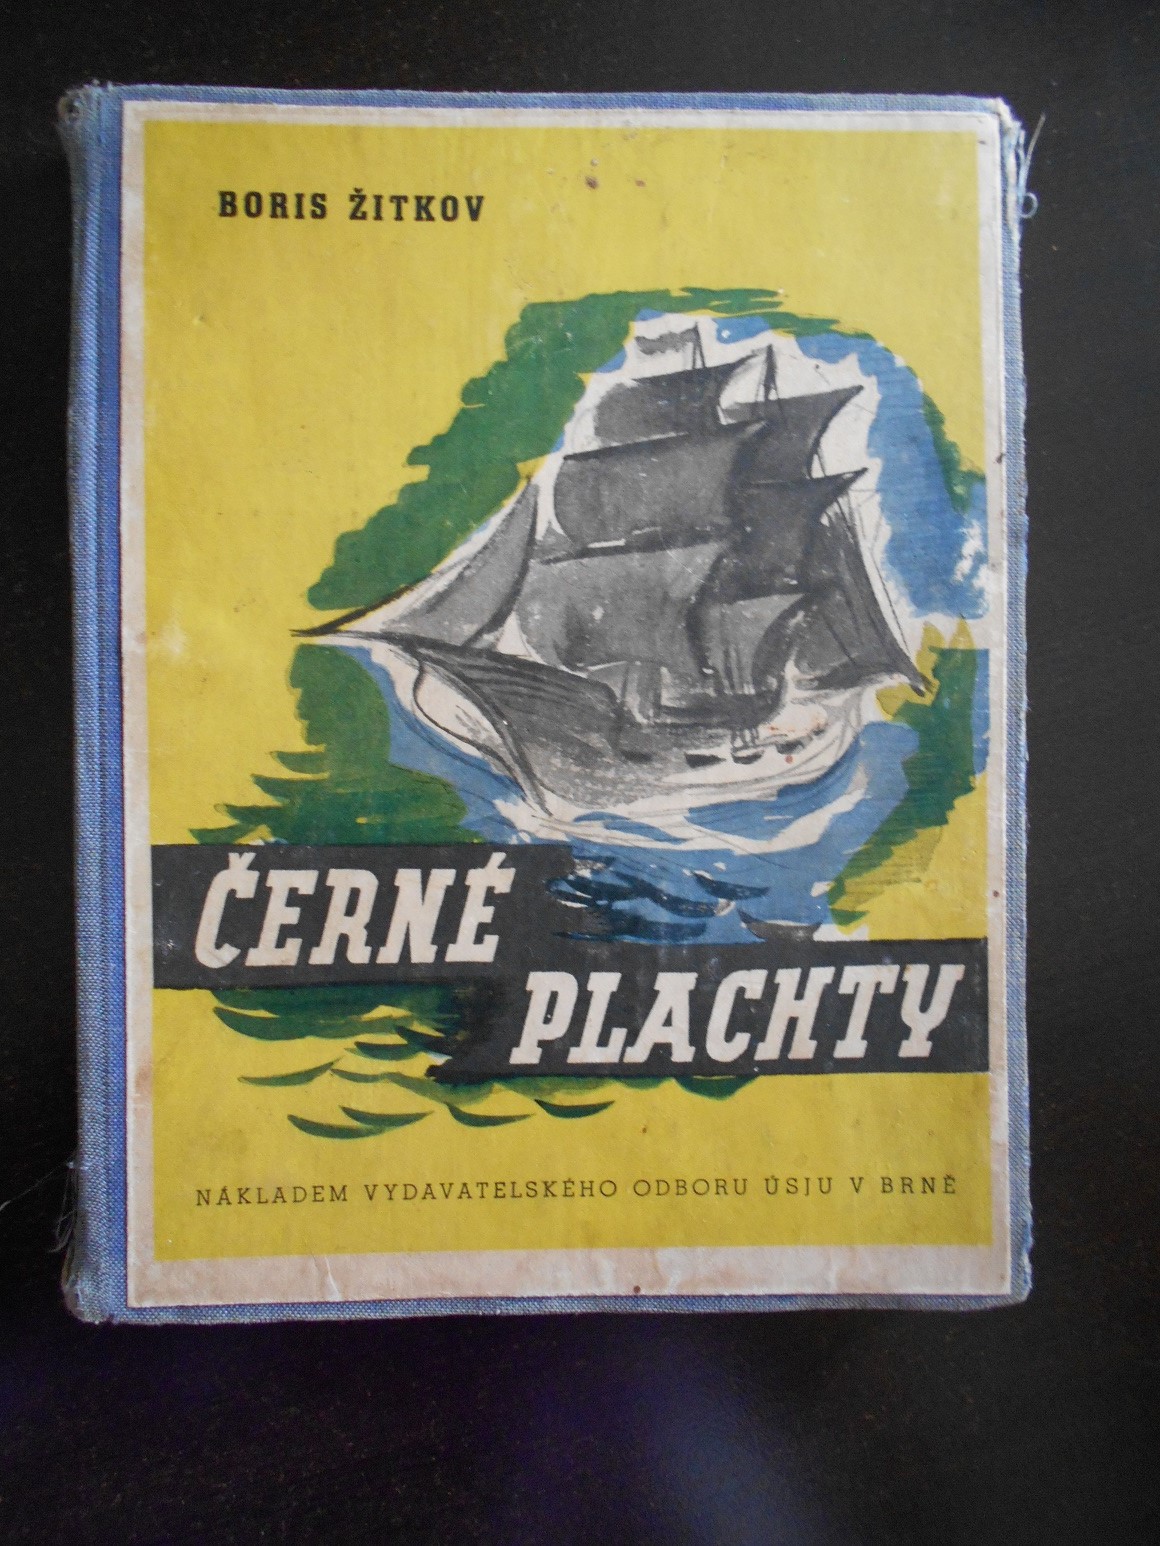 BORIS ŽITKOV
ČERNÉ
PLACHTY
NÁKLADEM VYDAVATELSKÉHO ODBORU ÚSJU V BRNĚ